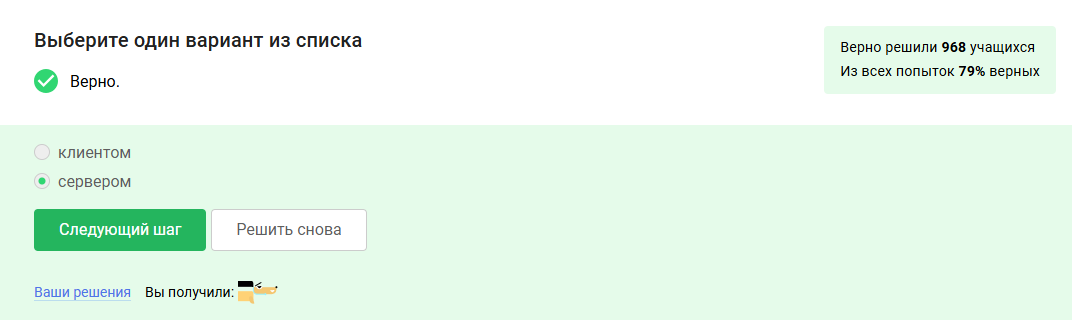 Выберите один вариант из списка
Верно.
Верно решили 968 учащихся
Из всех попыток 79% верных
клиентом
сервером
Следующий шаг
Решить снова
Ваши решения
Вы получили: